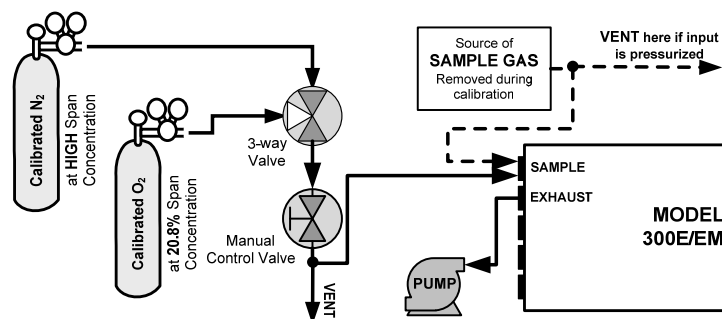 Calibrated N2
at HIGH Span
Concentration
Calibrated O2
at 20.8% Span
Concentration
3-way
Valve
Manual
Control Valve
VENT
Source of
SAMPLE GAS
Removed during
calibration
VENT here if input
is pressurized
SAMPLE
EXHAUST
MODEL
300E/EM
PUMP